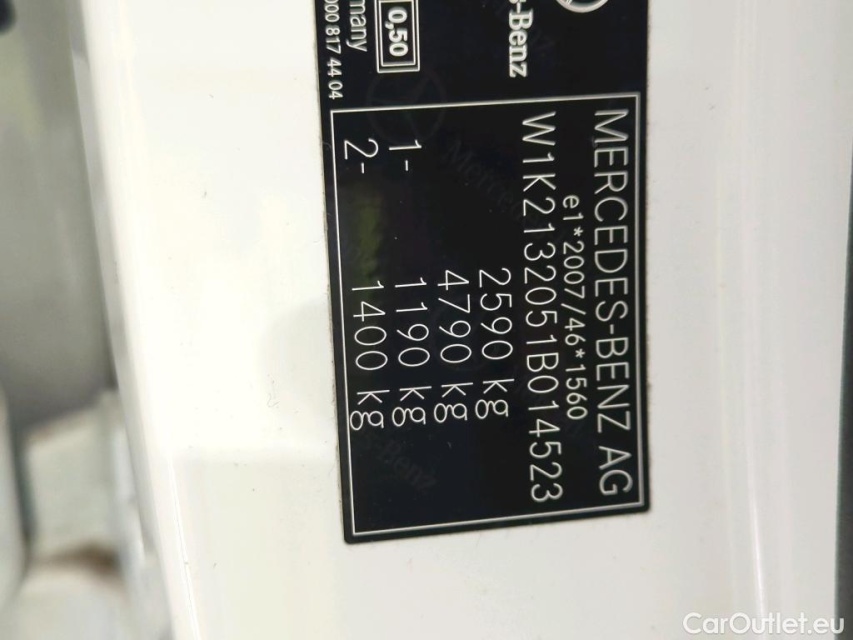 s-Benz
0,50
many
000 817 44 04
MERCEDES-BENZ AG
e1*2007/46*1560
W1K2132051B014523
2590 kg
4790 kg
1- 1190 kg
2- 1400 kg
CarOutlet.eu